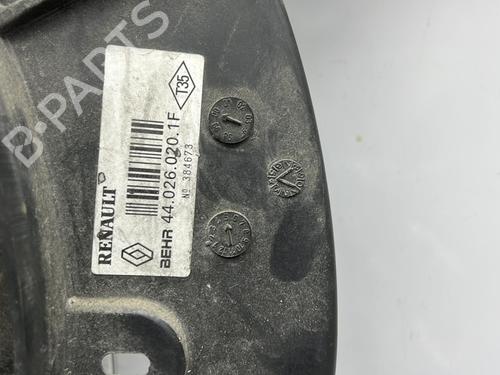 RENAULT
BEHR 44.026.020.1F
Nº 384673
T35
B-PARTS